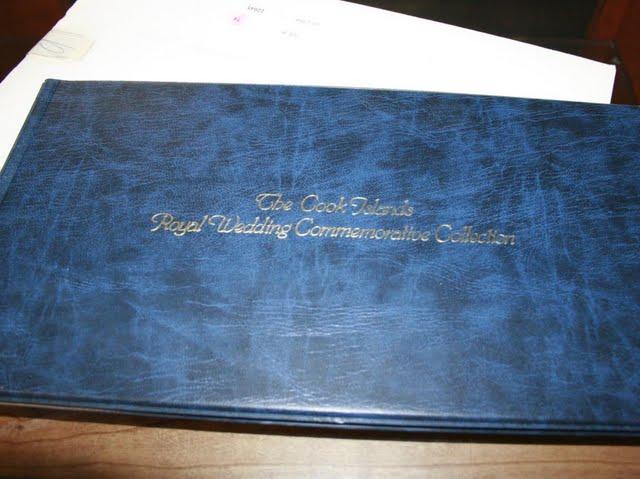 The Cook Islands
Royal Wedding Commemorative Collection